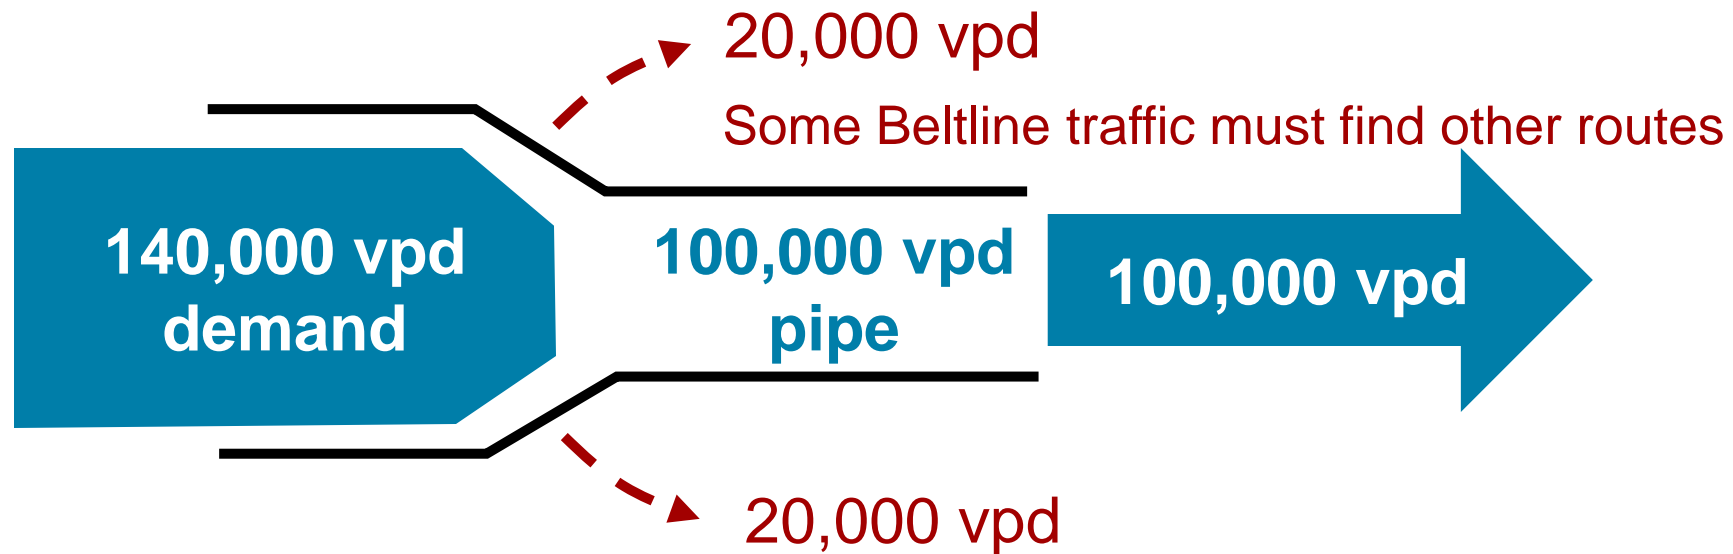 20,000 vpd
Some Beltline traffic must find other routes
140,000 vpd
demand
100,000 vpd
pipe
100,000 vpd
20,000 vpd